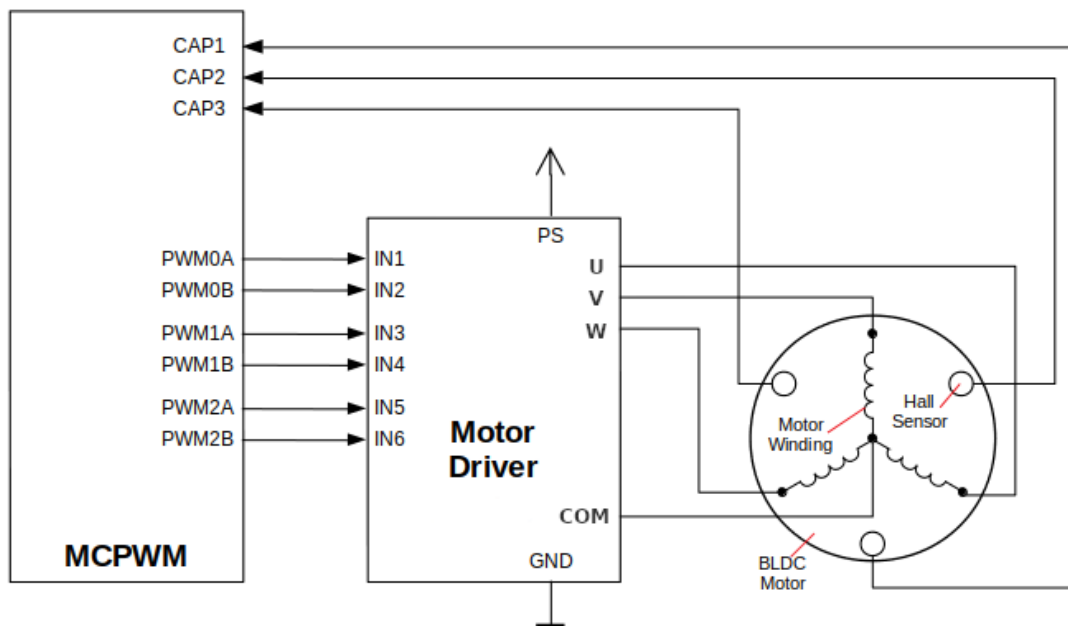 CAP1
CAP2
CAP3
PWM0A
PWM0B
PWM1A
PWM1B
PWM2A
PWM2B
MCPWM
PS
IN1
IN2
IN3
IN4
IN5
IN6
U
V
W
Motor
Driver
COM
GND
Motor
Winding
Hall
Sensor
BLDC
Motor